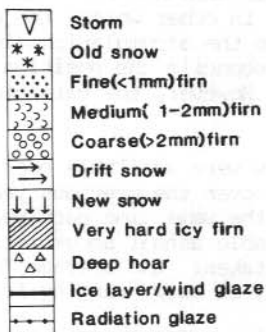 Storm
Old snow
Fine(<1mm)firn
Medium( 1-2mm)firn
Coarse(>2mm)firn
Drift snow
New snow
Very hard icy firn
Deep hoar
Ice layer/wind glaze
Radiation glaze